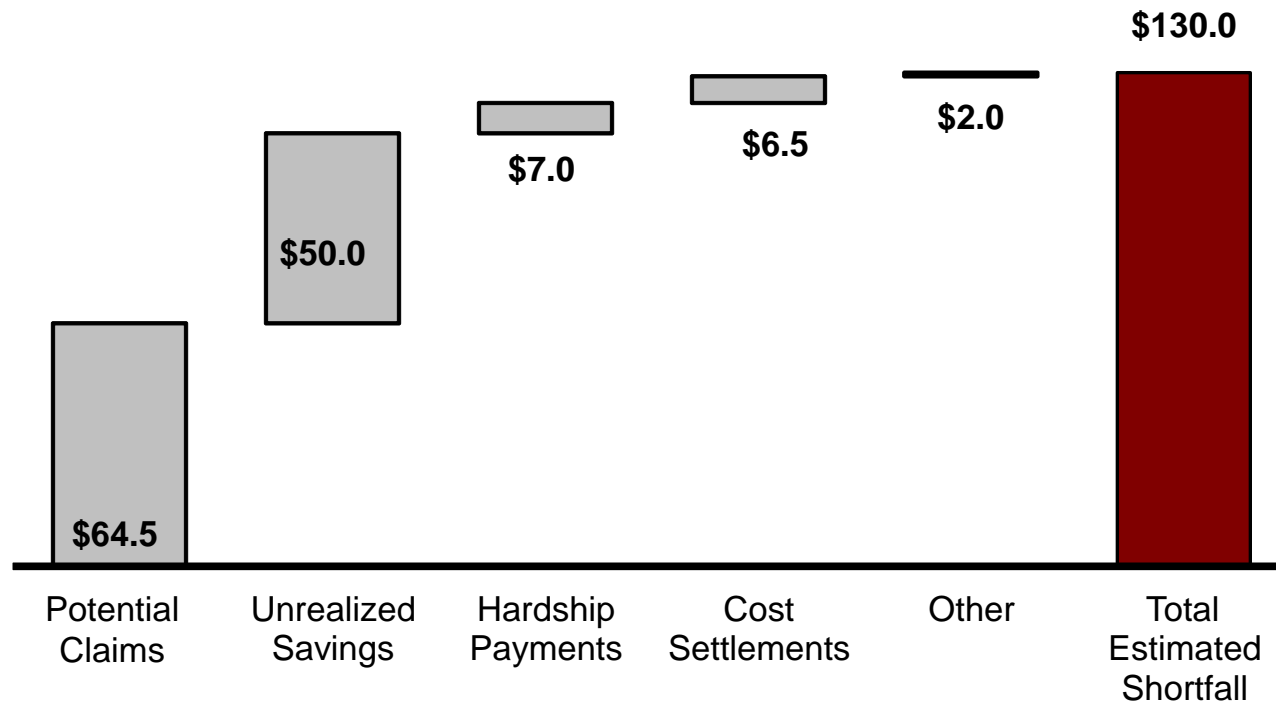 $130.0
$2.0
$6.5
$7.0
$50.0
$64.5
Potential
Claims
Unrealized
Savings
Hardship
Payments
Cost
Settlements
Other
Total
Estimated
Shortfall